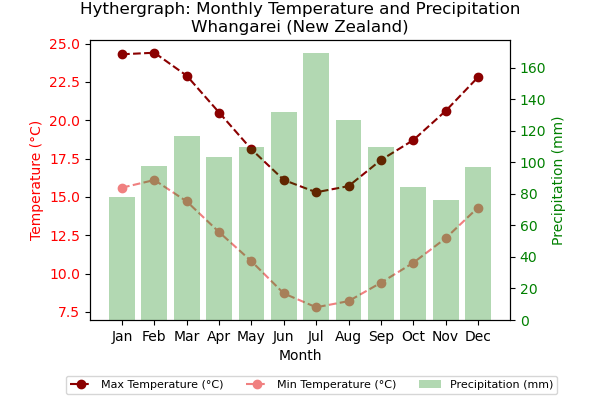 Hythergraph: Monthly Temperature and Precipitation
Whangarei (New Zealand)
25.0
22.5
20.0
17.5
15.0
12.5
10.0
7.5
Temperature (°C)
160
140
120
100
80
60
40
20
0
Precipitation (mm)
Jan Feb Mar Apr May Jun Jul Aug Sep Oct Nov Dec
Month
Max Temperature (°C) Min Temperature (°C) Precipitation (mm)